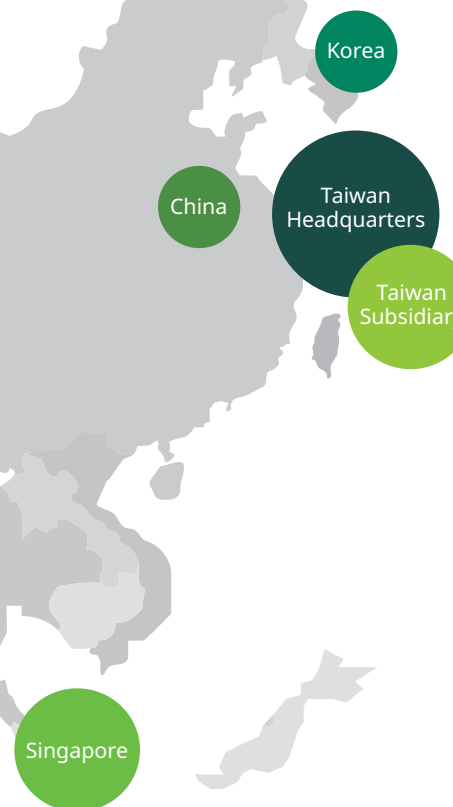 Korea
China
Taiwan
Headquarters
Taiwan
Subsidiar
Singapore